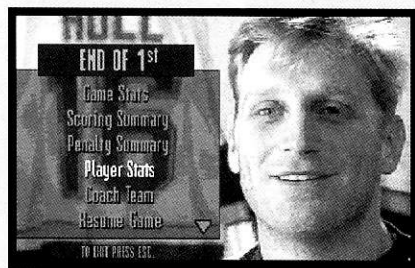 HULL
END OF 1st
Game Stats
Scoring Summary
Penalty Summary
Player Stats
Coach Team
Resume Game
TO EXIT PRESS ESC.